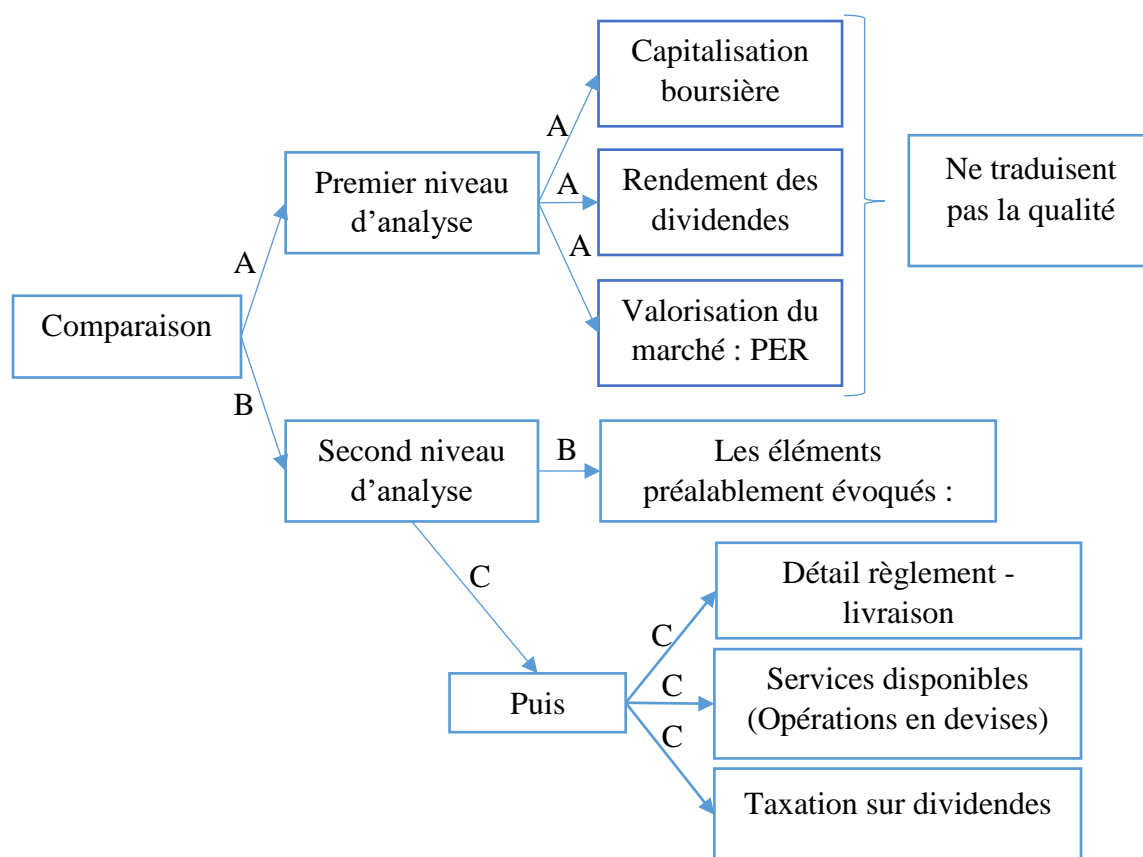 Capitalisation
boursière
A
Premier niveau
d’analyse
A
Rendement des
dividendes
Ne traduisent
pas la qualité
A
A
Comparaison
Valorisation du
marché : PER
B
Second niveau
d’analyse
B
Les éléments
préalablement évoqués :
C
Détail règlement -
livraison
C
Puis
C
Services disponibles
(Opérations en devises)
C
Taxation sur dividendes